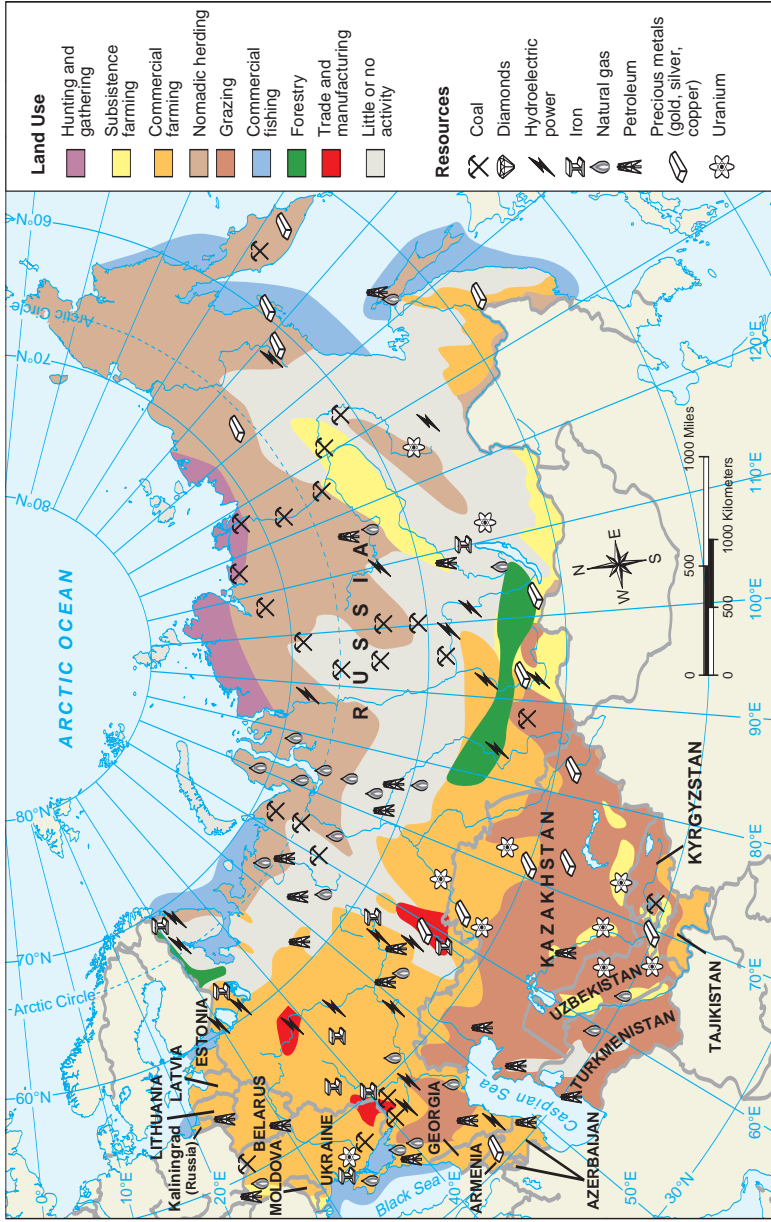 Land Use
Hunting and
gathering
Subsistence
farming
Commercial
farming
Nomadic herding
Grazing
Commercial
fishing
Forestry
Trade and
manufacturing
Little or no
activity
Resources
Coal
Diamonds
Hydroelectric
power
Iron
Natural gas
Petroleum
Precious metals
(gold, silver,
copper)
Uranium
ARCTIC OCEAN
80°N
70°N
60°N
Arctic Circle
80°N
70°N
Arctic Circle
60°N
0°
10°E
20°E
40°E
50°E
30°N
60°E
70°E
80°E
90°E
100°E
110°E
120°E
RUSSIA
ESTONIA
LATVIA
LITHUANIA
Kaliningrad
(Russia)
BELARUS
UKRAINE
MOLDOVA
GEORGIA
ARMENIA
AZERBAIJAN
Black Sea
Caspian Sea
KAZAKHSTAN
UZBEKISTAN
TURKMENISTAN
KYRGYZSTAN
TAJIKISTAN
N
E
S
W
0 500 1000 Miles
0 500 1000 Kilometers